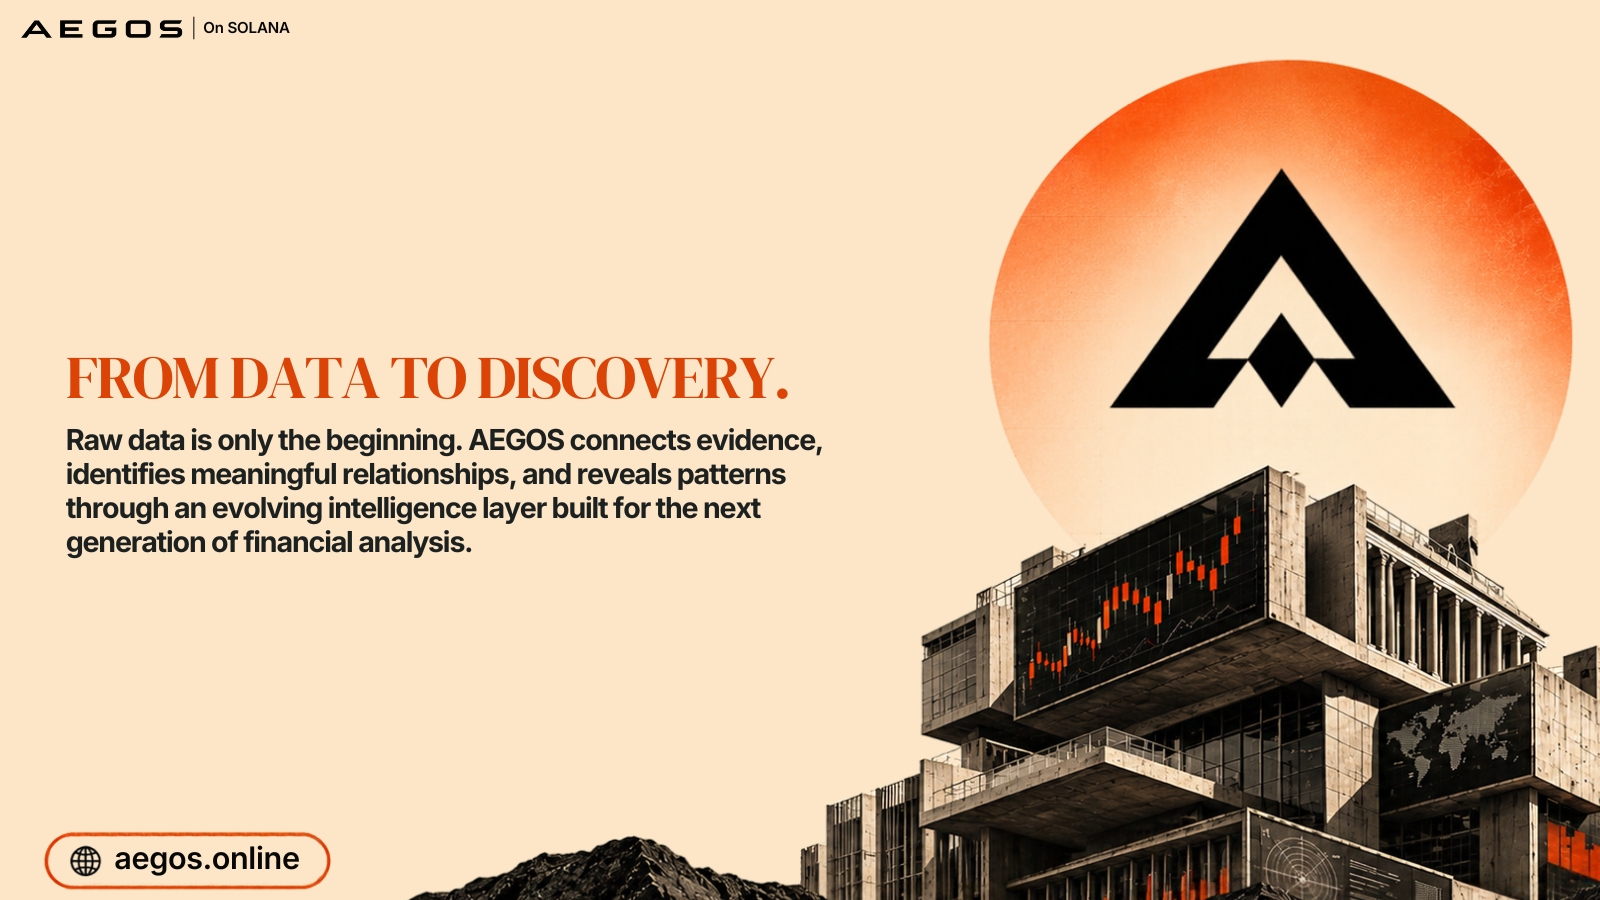 AEGOS | On SOLANA
FROM DATA TO DISCOVERY.
Raw data is only the beginning. AEGOS connects evidence,
identifies meaningful relationships, and reveals patterns
through an evolving intelligence layer built for the next
generation of financial analysis.
aegos.online